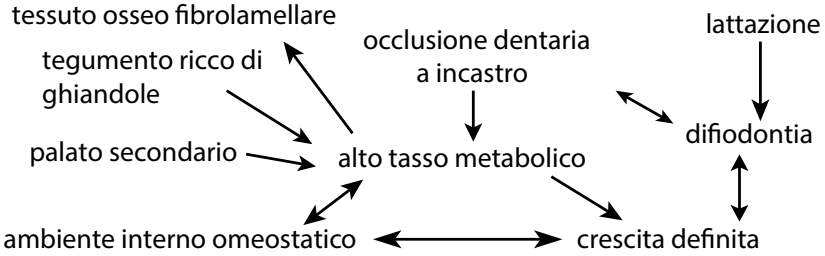 tessuto osseo fibrolamellare
tegumento ricco di
ghiandole
palato secondario
occlusione dentaria
a incastro
lattazione
difiodontia
alto tasso metabolico
ambiente interno omeostatico
crescita definita